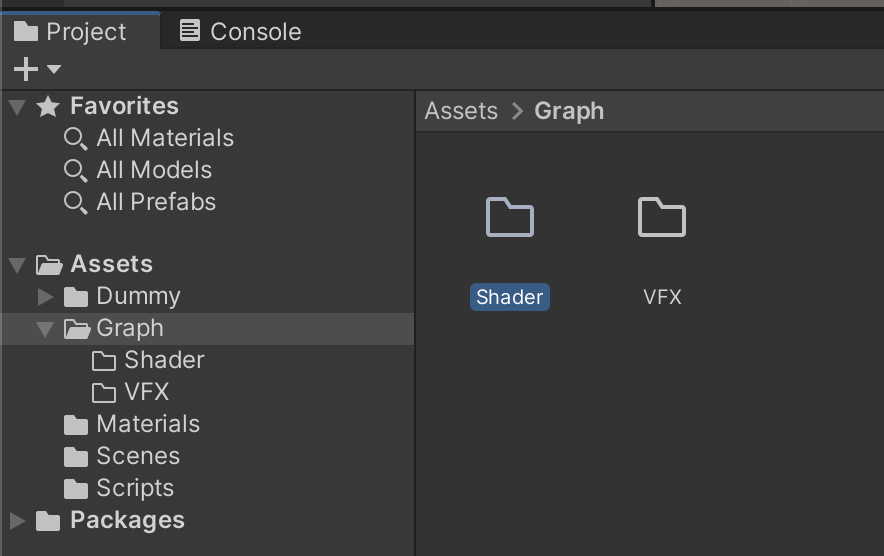 Project
Console
Favorites
All Materials
All Models
All Prefabs
Assets
Dummy
Graph
Shader
VFX
Materials
Scenes
Scripts
Packages
Assets > Graph
Shader
VFX